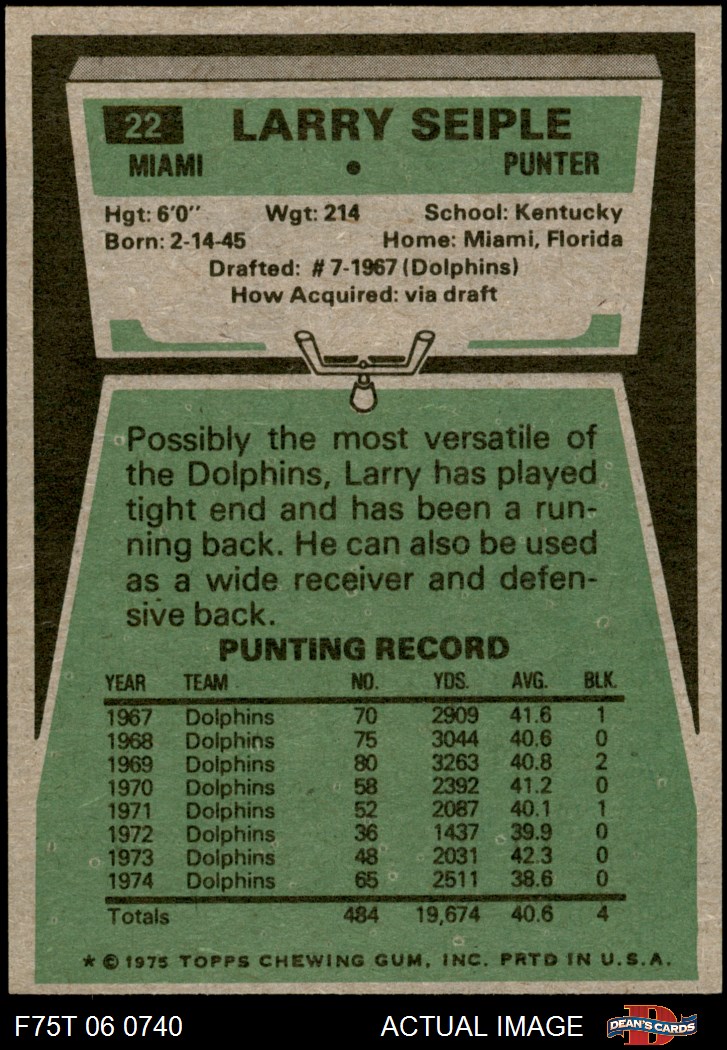 22 LARRY SEIPLE
MIAMI • PUNTER
Hgt: 6'0" Wgt: 214 School: Kentucky
Born: 2-14-45 Home: Miami, Florida
Drafted: #7-1967 (Dolphins)
How Acquired: via draft
Possibly the most versatile of
the Dolphins, Larry has played
tight end and has been a run-
ning back. He can also be used
as a wide receiver and defen-
sive back.
PUNTING RECORD
YEAR TEAM NO. YDS. AVG. BLK.
1967 Dolphins 70 2909 41.6 1
1968 Dolphins 75 3044 40.6 0
1969 Dolphins 80 3263 40.8 2
1970 Dolphins 58 2392 41.2 0
1971 Dolphins 52 2087 40.1 1
1972 Dolphins 36 1437 39.9 0
1973 Dolphins 48 2031 42.3 0
1974 Dolphins 65 2511 38.6 0
Totals 484 19,674 40.6 4
* © 1975 TOPPS CHEWING GUM, INC. PRTD IN U.S.A.
F75T 06 0740 ACTUAL IMAGE D DEAN'S CARDS